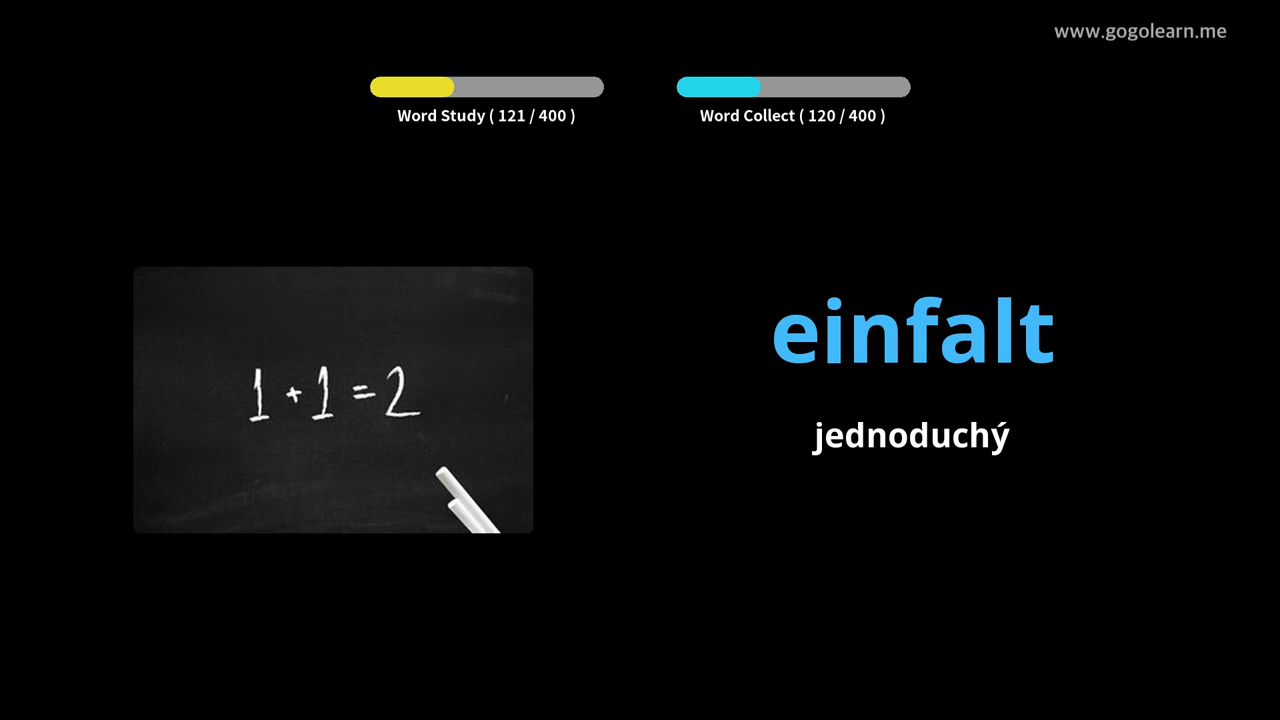 www.gogolearn.me
Word Study ( 121 / 400 )
Word Collect ( 120 / 400 )
1 + 1 = 2
einfalt
jednoduchý